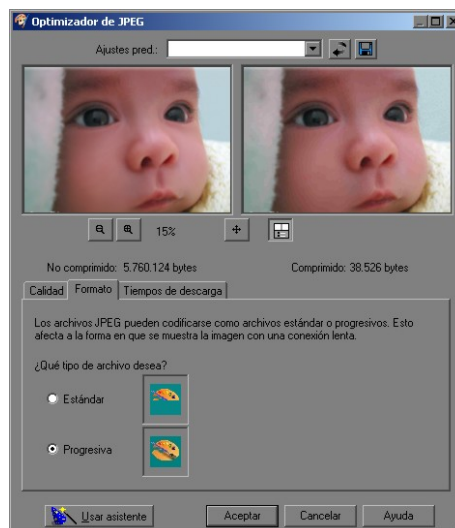 Optimizador de JPEG
Ajustes pred.:
15%
No comprimido: 5.760.124 bytes
Comprimido: 38.526 bytes
Calidad Formato Tiempos de descarga
Los archivos JPEG pueden codificarse como archivos estándar o progresivos. Esto
afecta a la forma en que se muestra la imagen con una conexión lenta.
¿Qué tipo de archivo desea?
Estándar
Progresiva
Usar asistente Aceptar Cancelar Ayuda